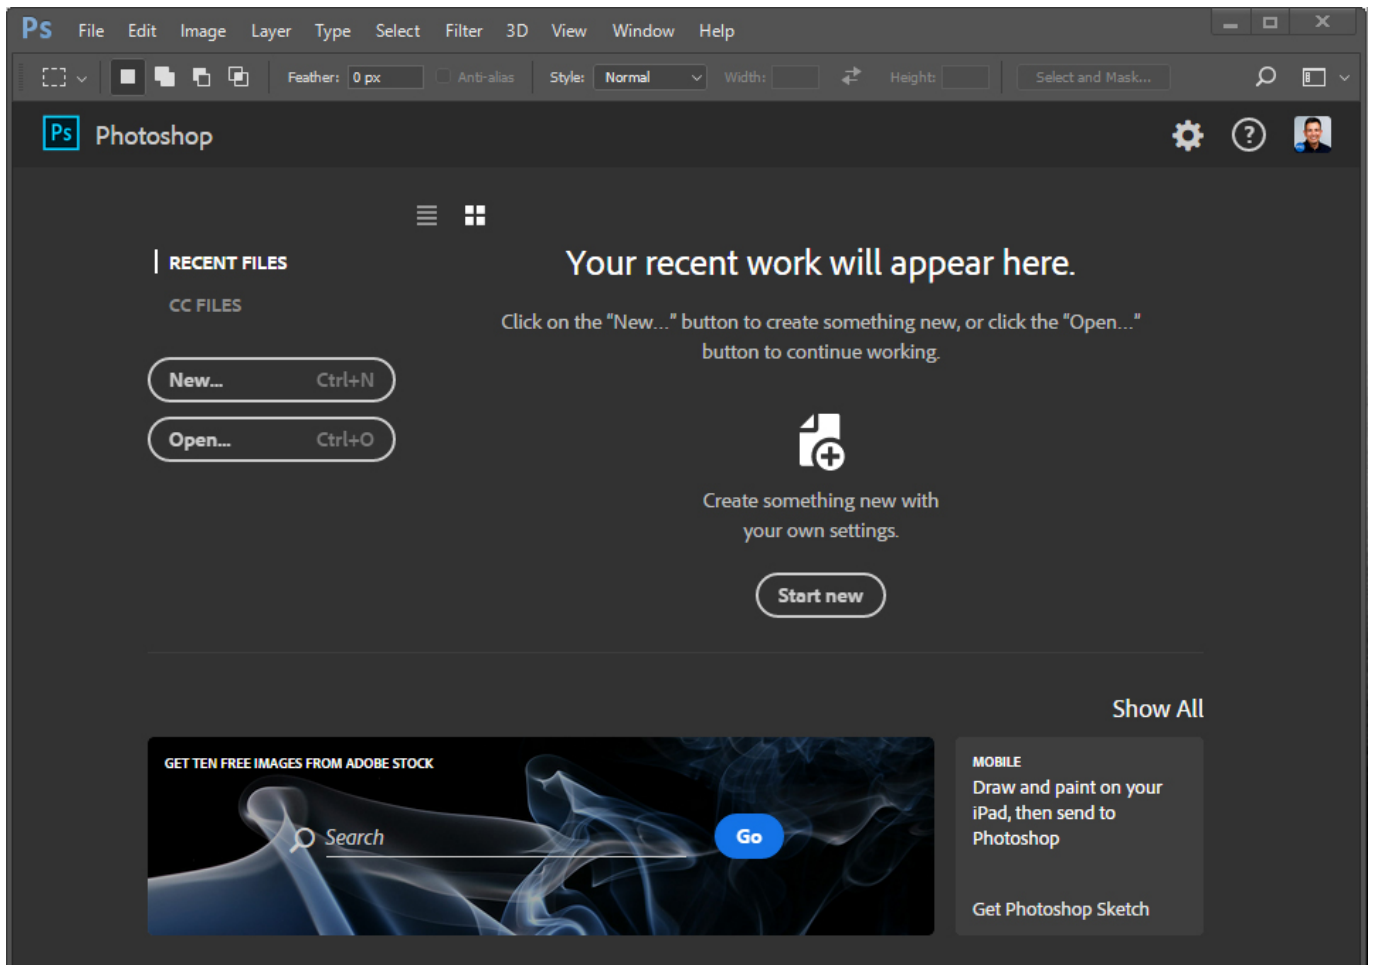 Ps File Edit Image Layer Type Select Filter 3D View Window Help
Feather: 0 px Anti-alias Style: Normal Width: Height: Select and Mask...
Ps Photoshop
RECENT FILES
CC FILES
New... Ctrl+N
Open... Ctrl+O
Your recent work will appear here.
Click on the "New..." button to create something new, or click the "Open..."
button to continue working.
Create something new with
your own settings.
Start new
Show All
GET TEN FREE IMAGES FROM ADOBE STOCK
Search Go
MOBILE
Draw and paint on your
iPad, then send to
Photoshop
Get Photoshop Sketch